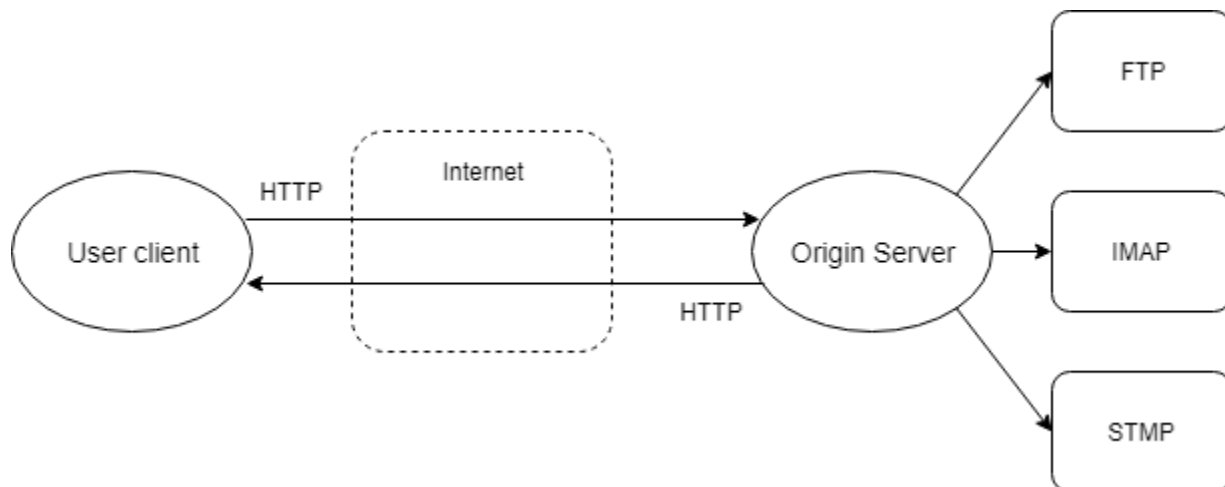 FTP
Internet
HTTP
User client
Origin Server
IMAP
HTTP
STMP